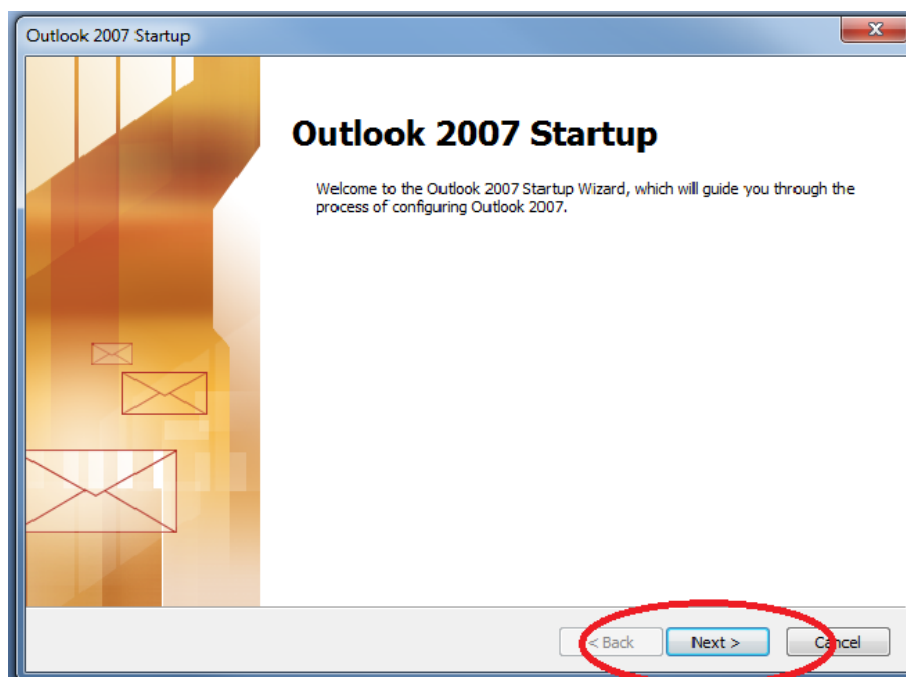 Outlook 2007 Startup
Outlook 2007 Startup
Welcome to the Outlook 2007 Startup Wizard, which will guide you through the
process of configuring Outlook 2007.
< Back Next > Cancel